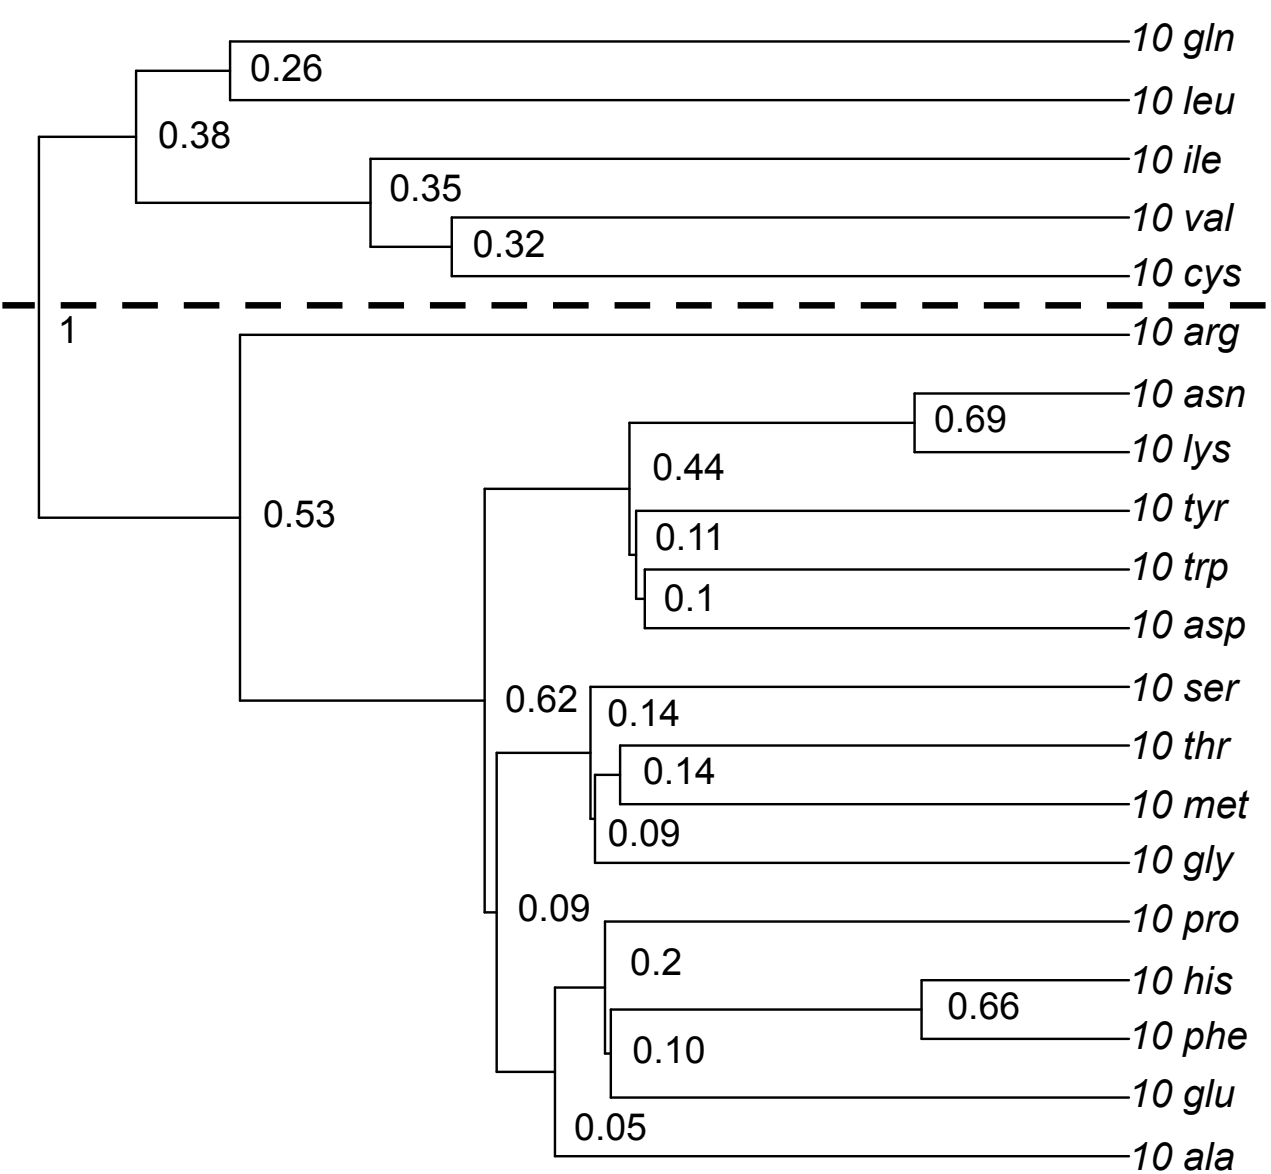 10 gln
0.26
10 leu
0.38
10 ile
0.35
10 val
0.32
10 cys
1
10 arg
10 asn
0.69
10 lys
0.44
10 tyr
0.53
0.11
10 trp
0.1
10 asp
10 ser
0.62
0.14
10 thr
0.14
10 met
0.09
10 gly
0.09
10 pro
0.2
10 his
0.66
10 phe
0.10
10 glu
0.05
10 ala